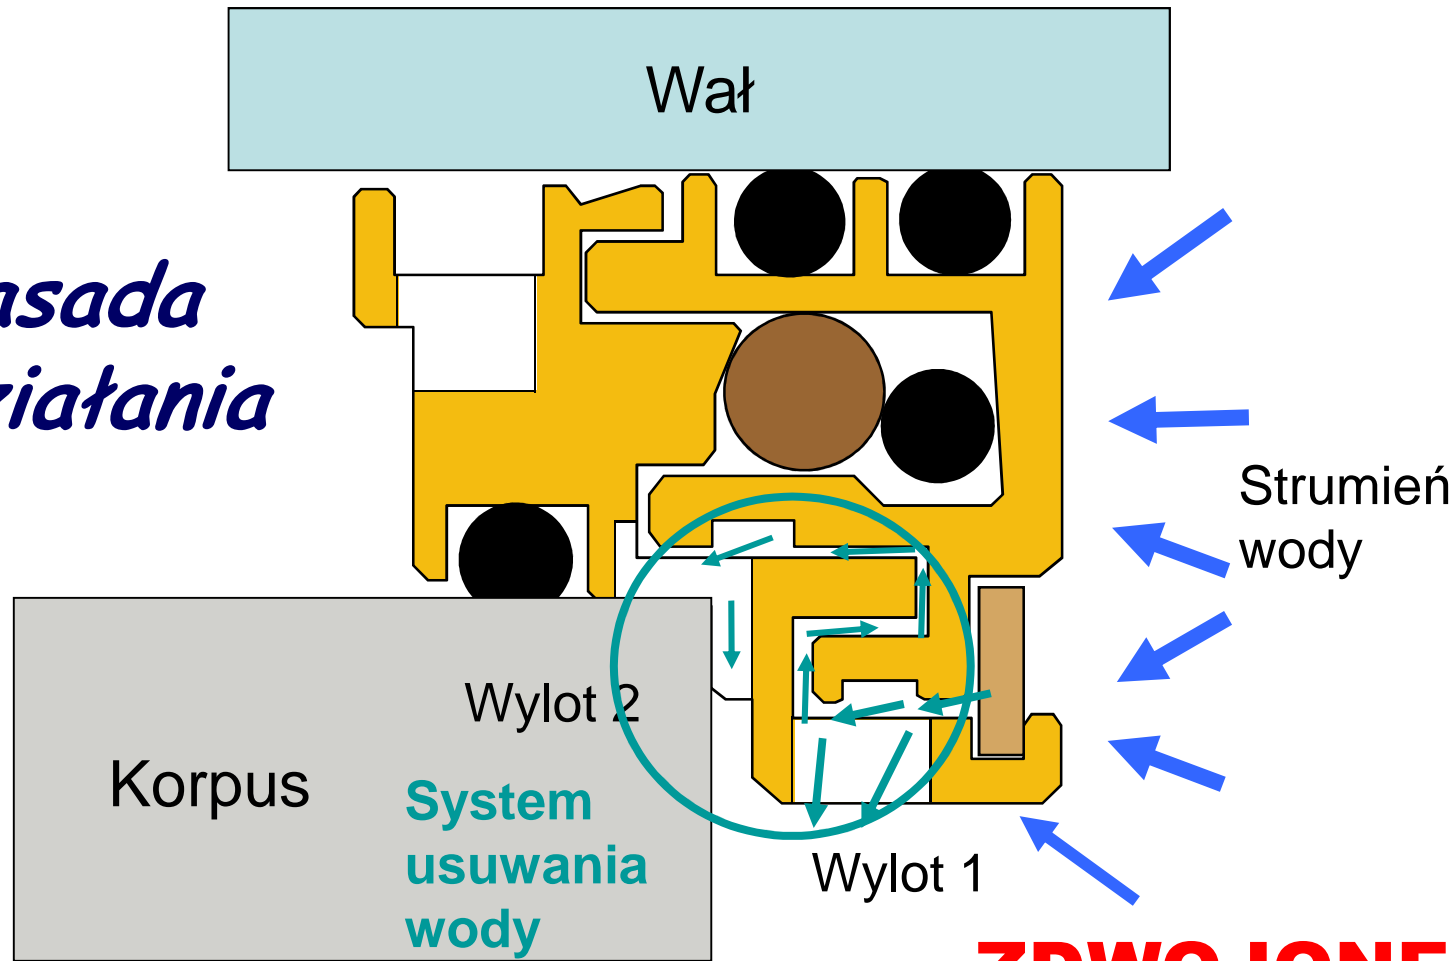 Wał
asada
ziałania
Strumień
wody
Wylot 2
Korpus
System
usuwania
wody
Wylot 1